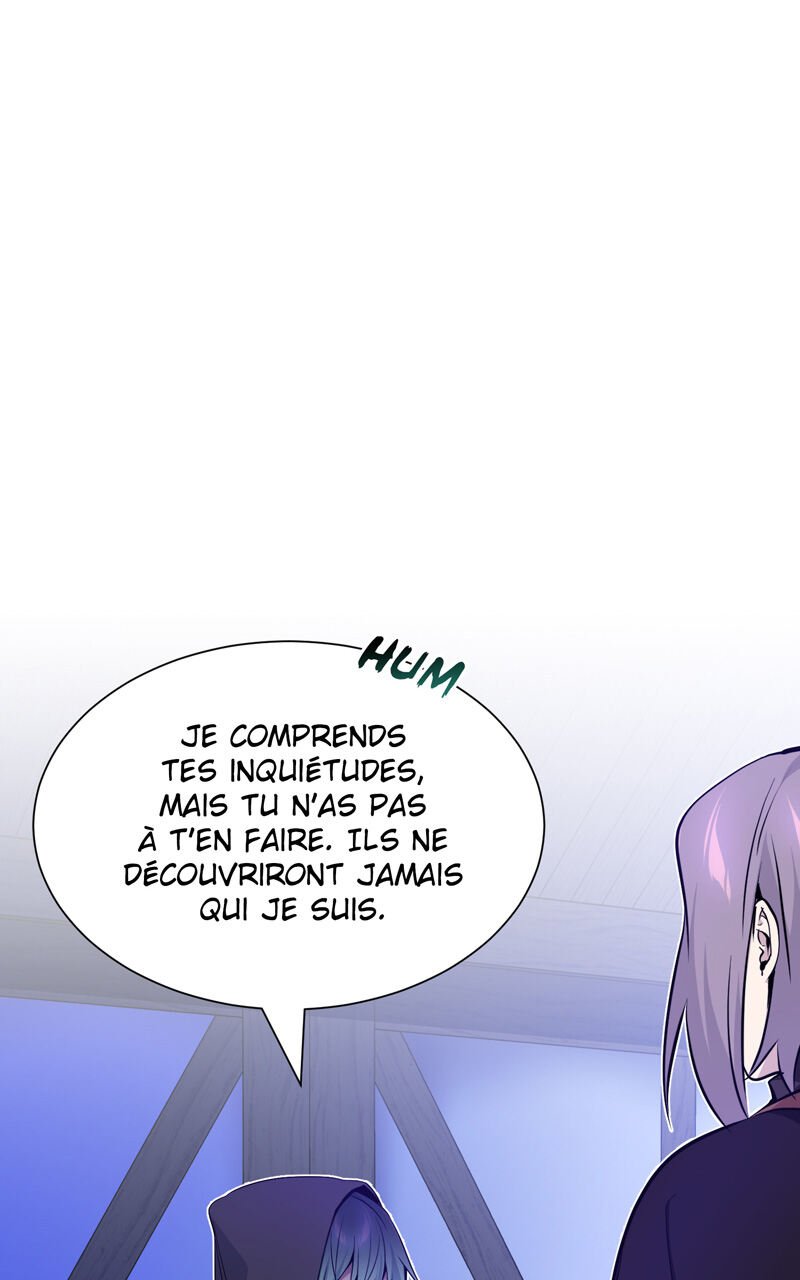 HUM
JE COMPRENDS
TES INQUIÉTUDES,
MAIS TU N'AS PAS
À T'EN FAIRE. ILS NE
DÉCOUVRIRONT JAMAIS
QUI JE SUIS.